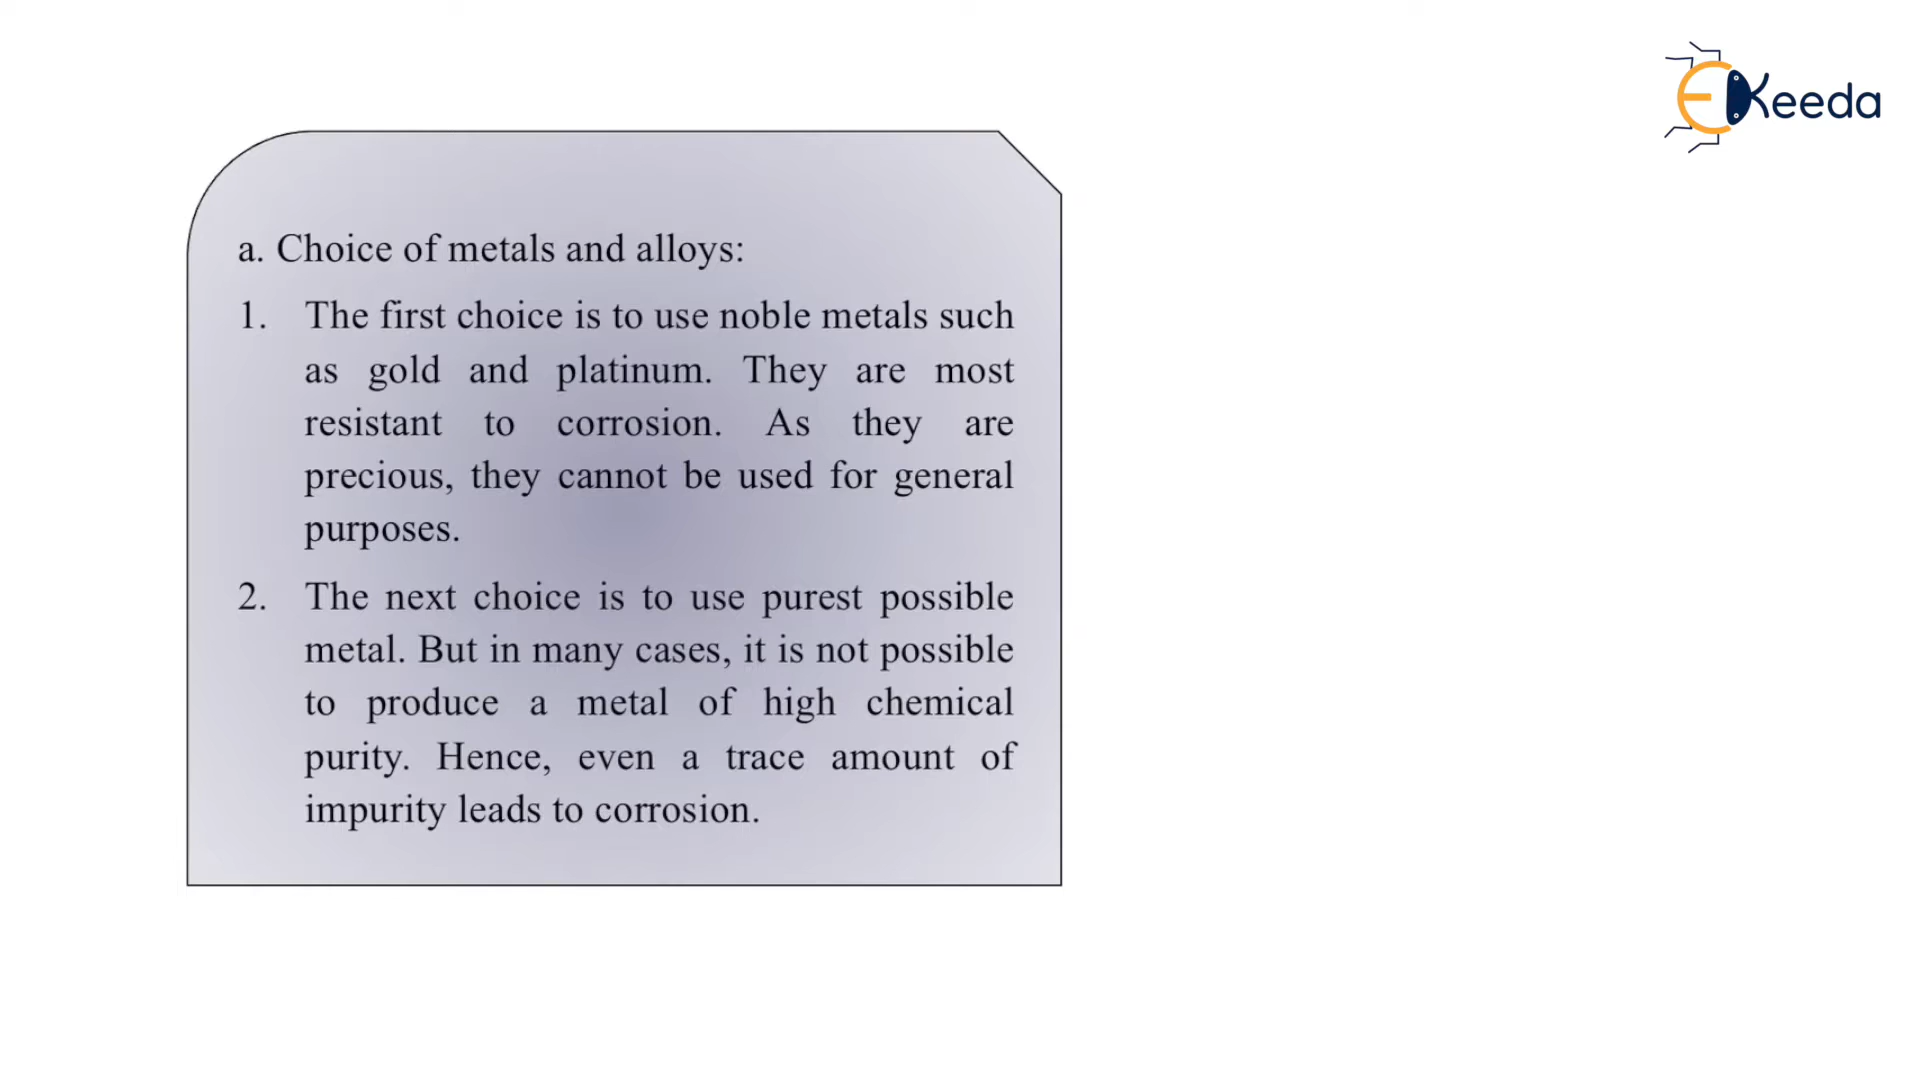 EKeeda
a. Choice of metals and alloys:
1. The first choice is to use noble metals such
as gold and platinum. They are most
resistant to corrosion. As they are
precious, they cannot be used for general
purposes.
2. The next choice is to use purest possible
metal. But in many cases, it is not possible
to produce a metal of high chemical
purity. Hence, even a trace amount of
impurity leads to corrosion.